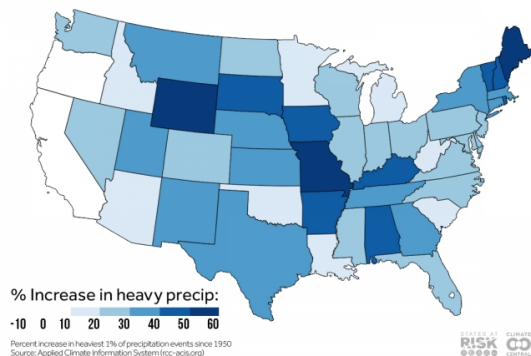 % Increase in heavy precip:
-10 0 10 20 30 40 50 60
Percent increase in heaviest 1% of precipitation events since 1950
Source: Applied Climate Information System (rcc-acis.org)
STATES AT
RISK
CLIMATE
CENTRAL